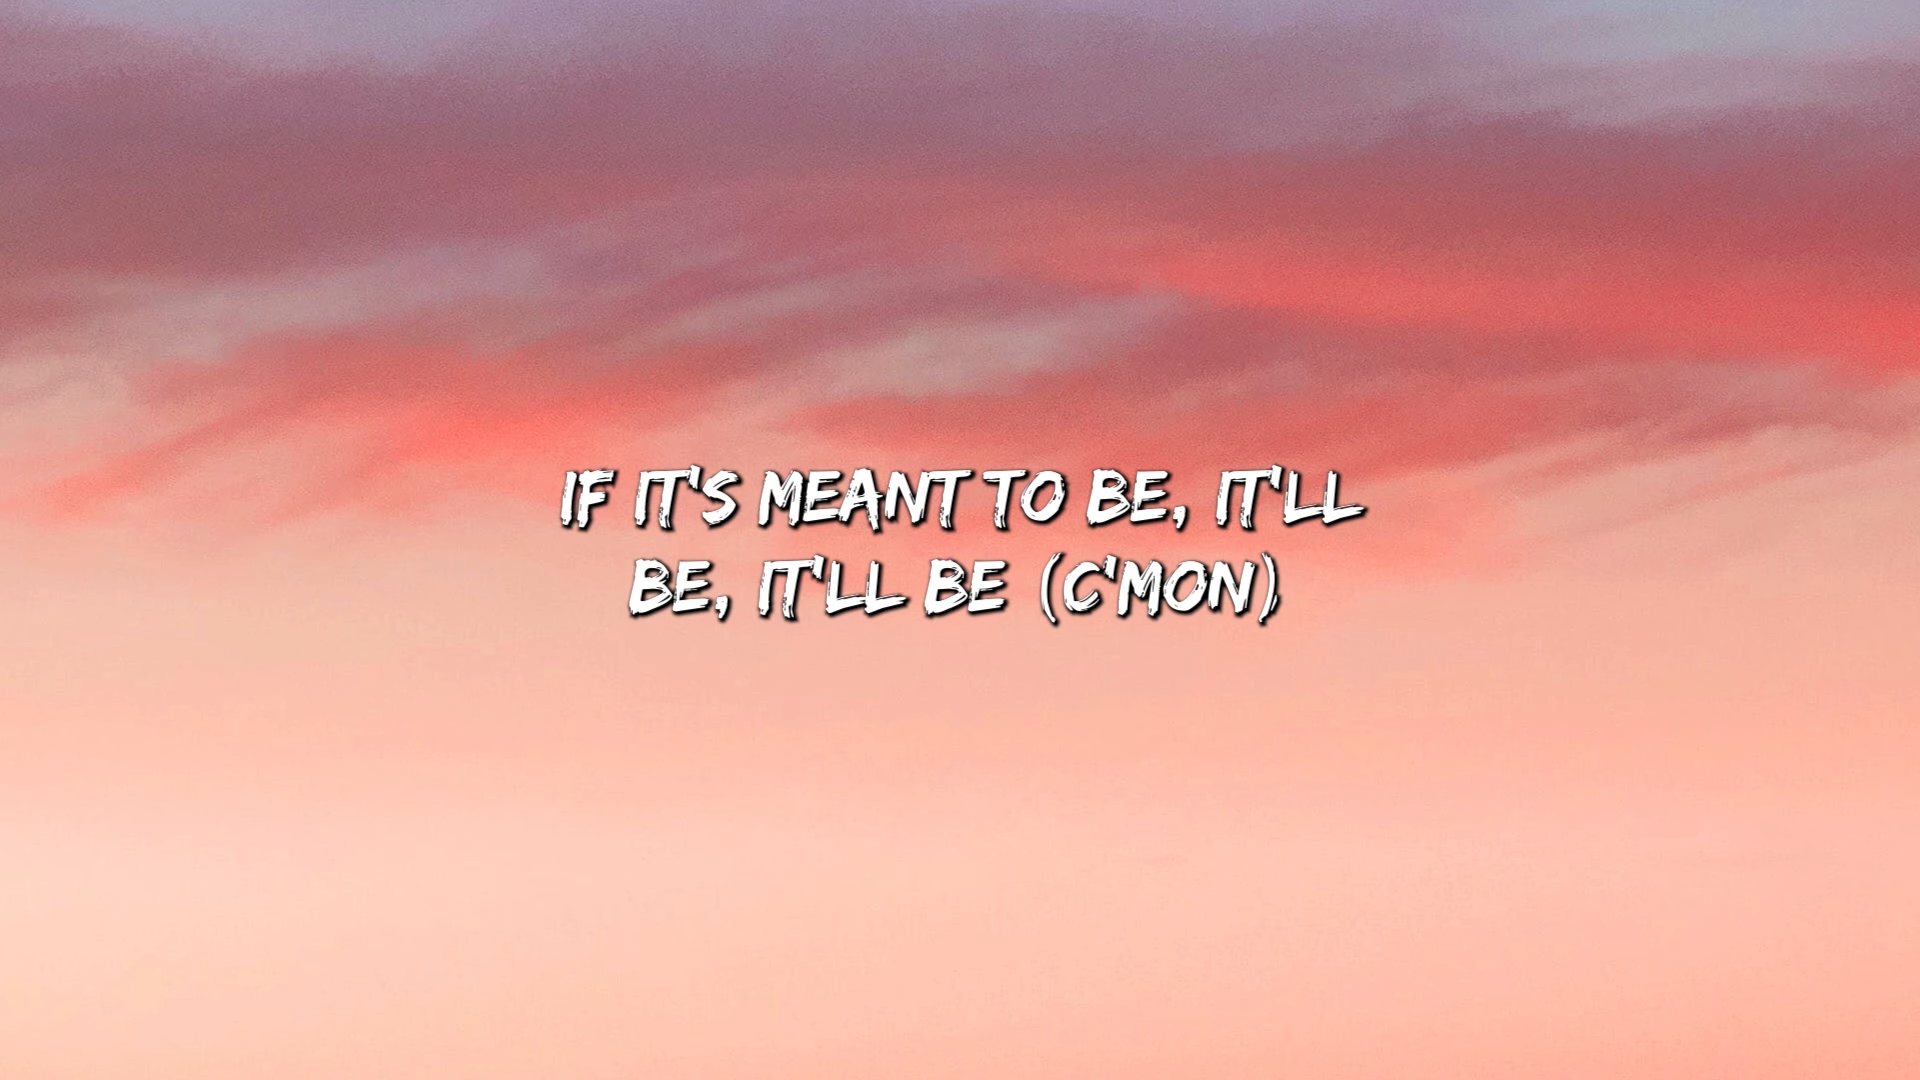 IF IT'S MEANT TO BE, IT'LL
BE, IT'LL BE (C'MON)